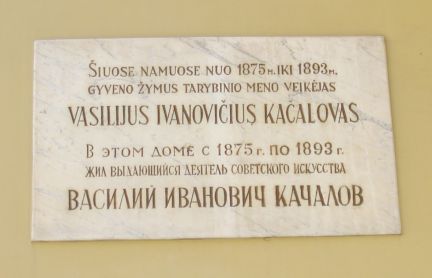 ŠIUOSE NAMUOSE NUO 1875 M. IKI 1893 M.
GYVENO ŽYMUS TARYBINIO MENO VEIKĖJAS
VASILIJUS IVANOVIČIUS KAČALOVAS
В ЭТОМ ДОМЕ С 1875 Г. ПО 1893 Г.
ЖИЛ ВЫДАЮЩИЙСЯ ДЕЯТЕЛЬ СОВЕТСКОГО ИСКУССТВА
ВАСИЛИЙ ИВАНОВИЧ КАЧАЛОВ